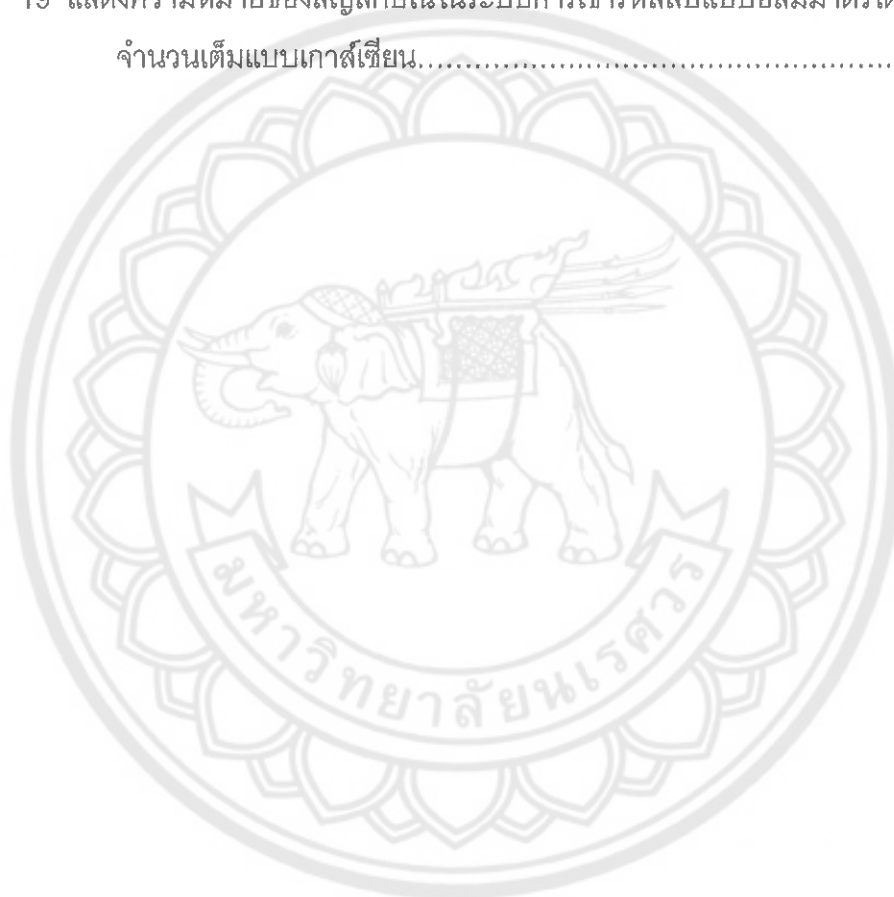 แสดงความหมายของสัญลักษณ์ในระบบการเข้ารหัสลับแบบอสมมาตร
จำนวนเต็มแบบเกาส์เซียน
มหาวิทยาลัยนเรศวร